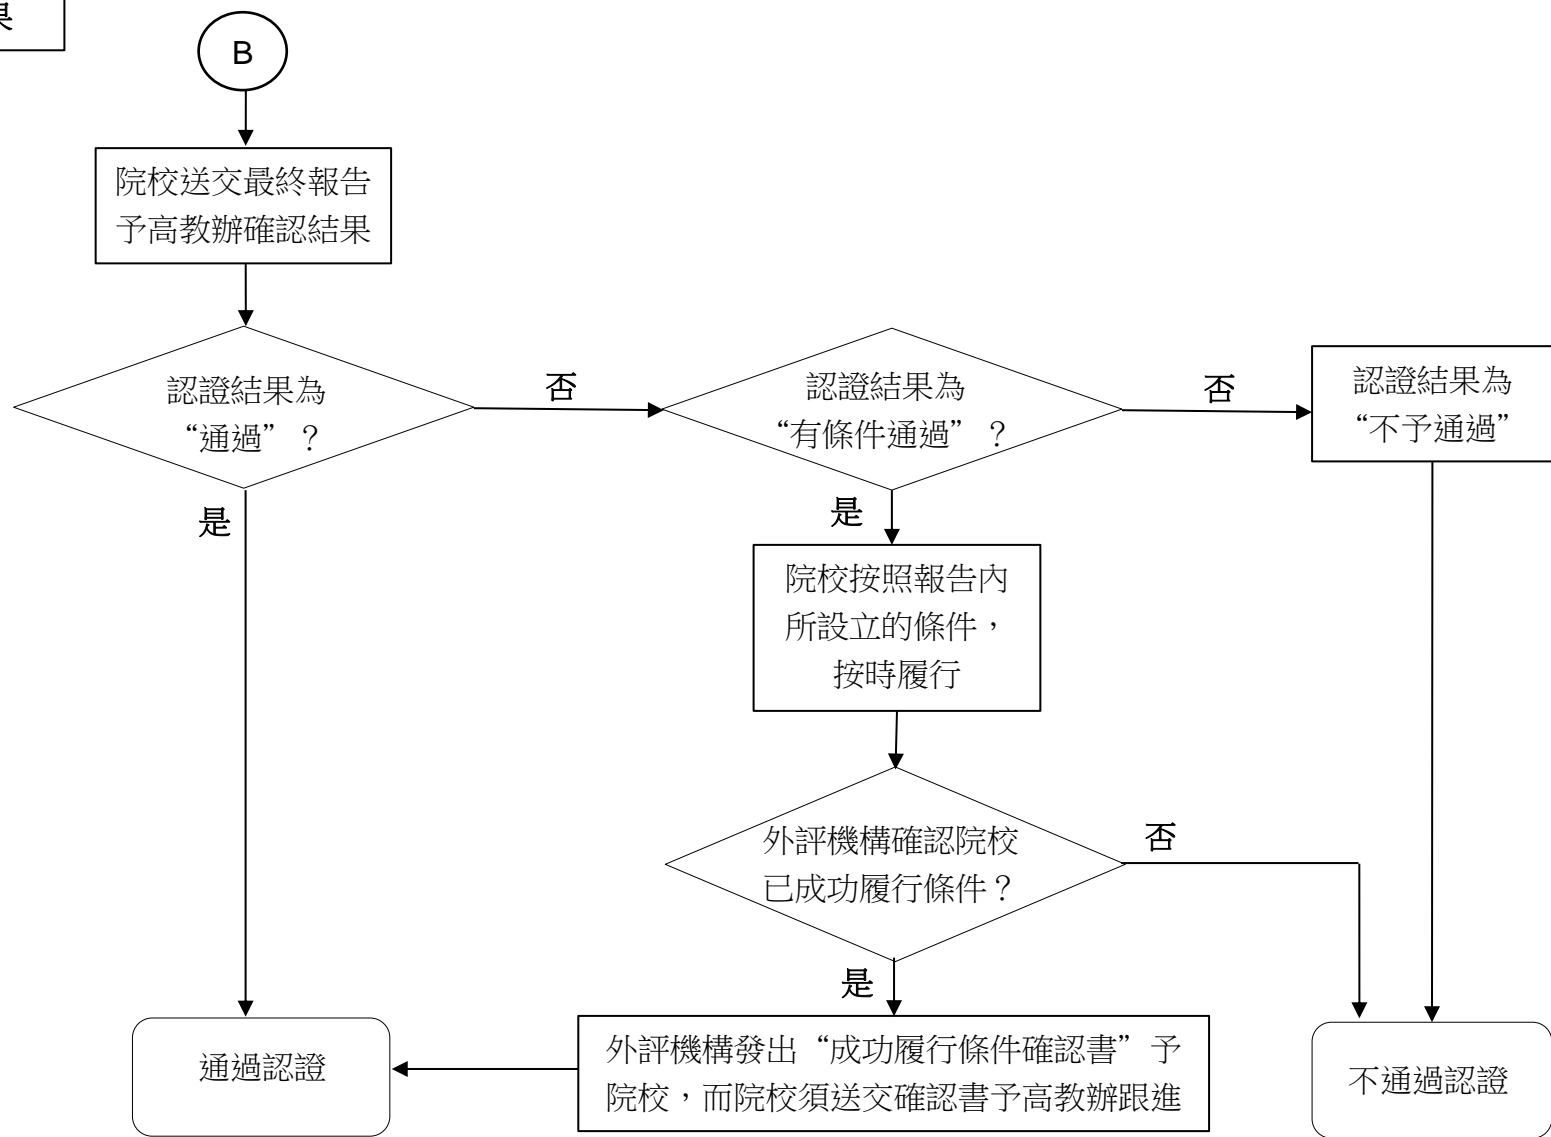 果
B
院校送交最終報告
予高教辦確認結果
認證結果為
“通過”？
否
認證結果為
“有條件通過”？
否
認證結果為
“不予通過”
是
是
院校按照報告內
所設立的條件，
按時履行
外評機構確認院校
已成功履行條件？
否
是
通過認證
外評機構發出“成功履行條件確認書”予
院校，而院校須送交確認書予高教辦跟進
不通過認證